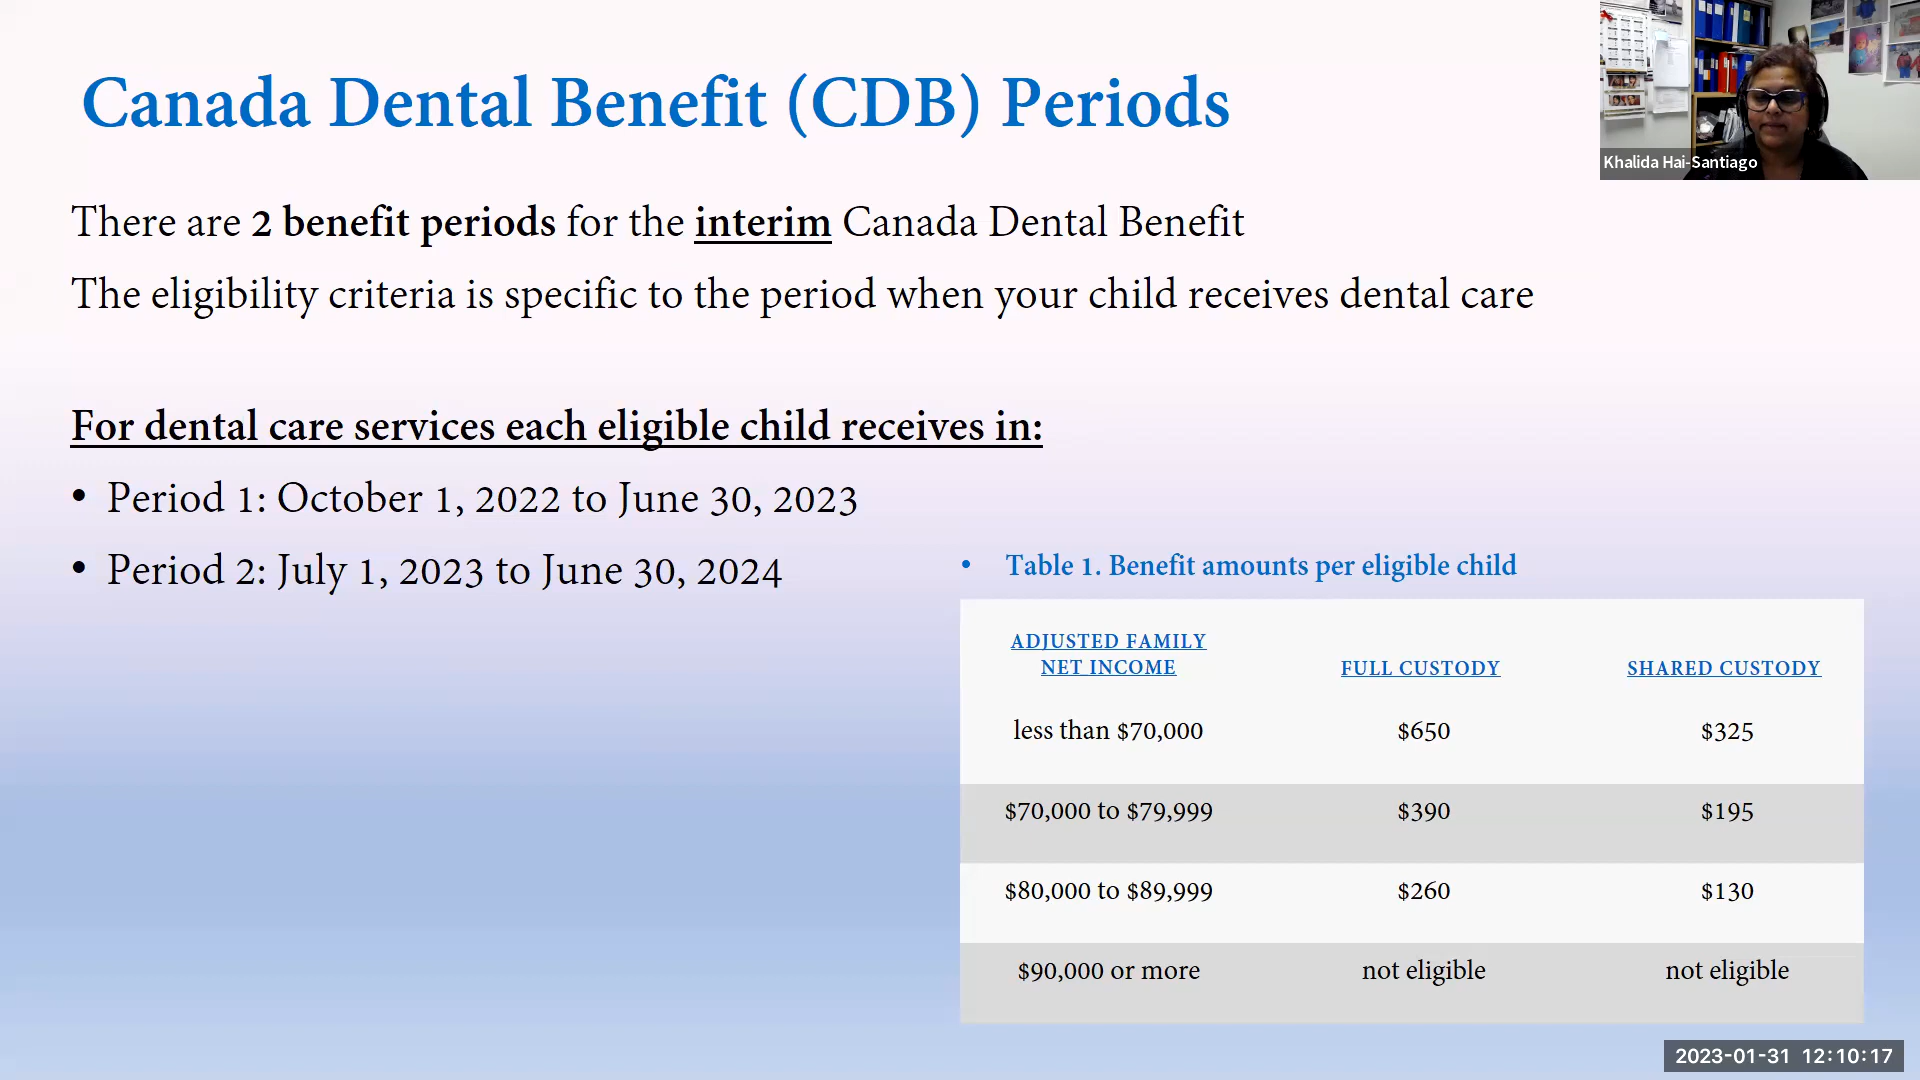 Canada Dental Benefit (CDB) Periods
Khalida Hai-Santiago
There are 2 benefit periods for the interim Canada Dental Benefit
The eligibility criteria is specific to the period when your child receives dental care
For dental care services each eligible child receives in:
• Period 1: October 1, 2022 to June 30, 2023
• Period 2: July 1, 2023 to June 30, 2024
• Table 1. Benefit amounts per eligible child
ADJUSTED FAMILY
NET INCOME FULL CUSTODY SHARED CUSTODY
less than $70,000 $650 $325
$70,000 to $79,999 $390 $195
$80,000 to $89,999 $260 $130
$90,000 or more not eligible not eligible
2023-01-31 12:10:17